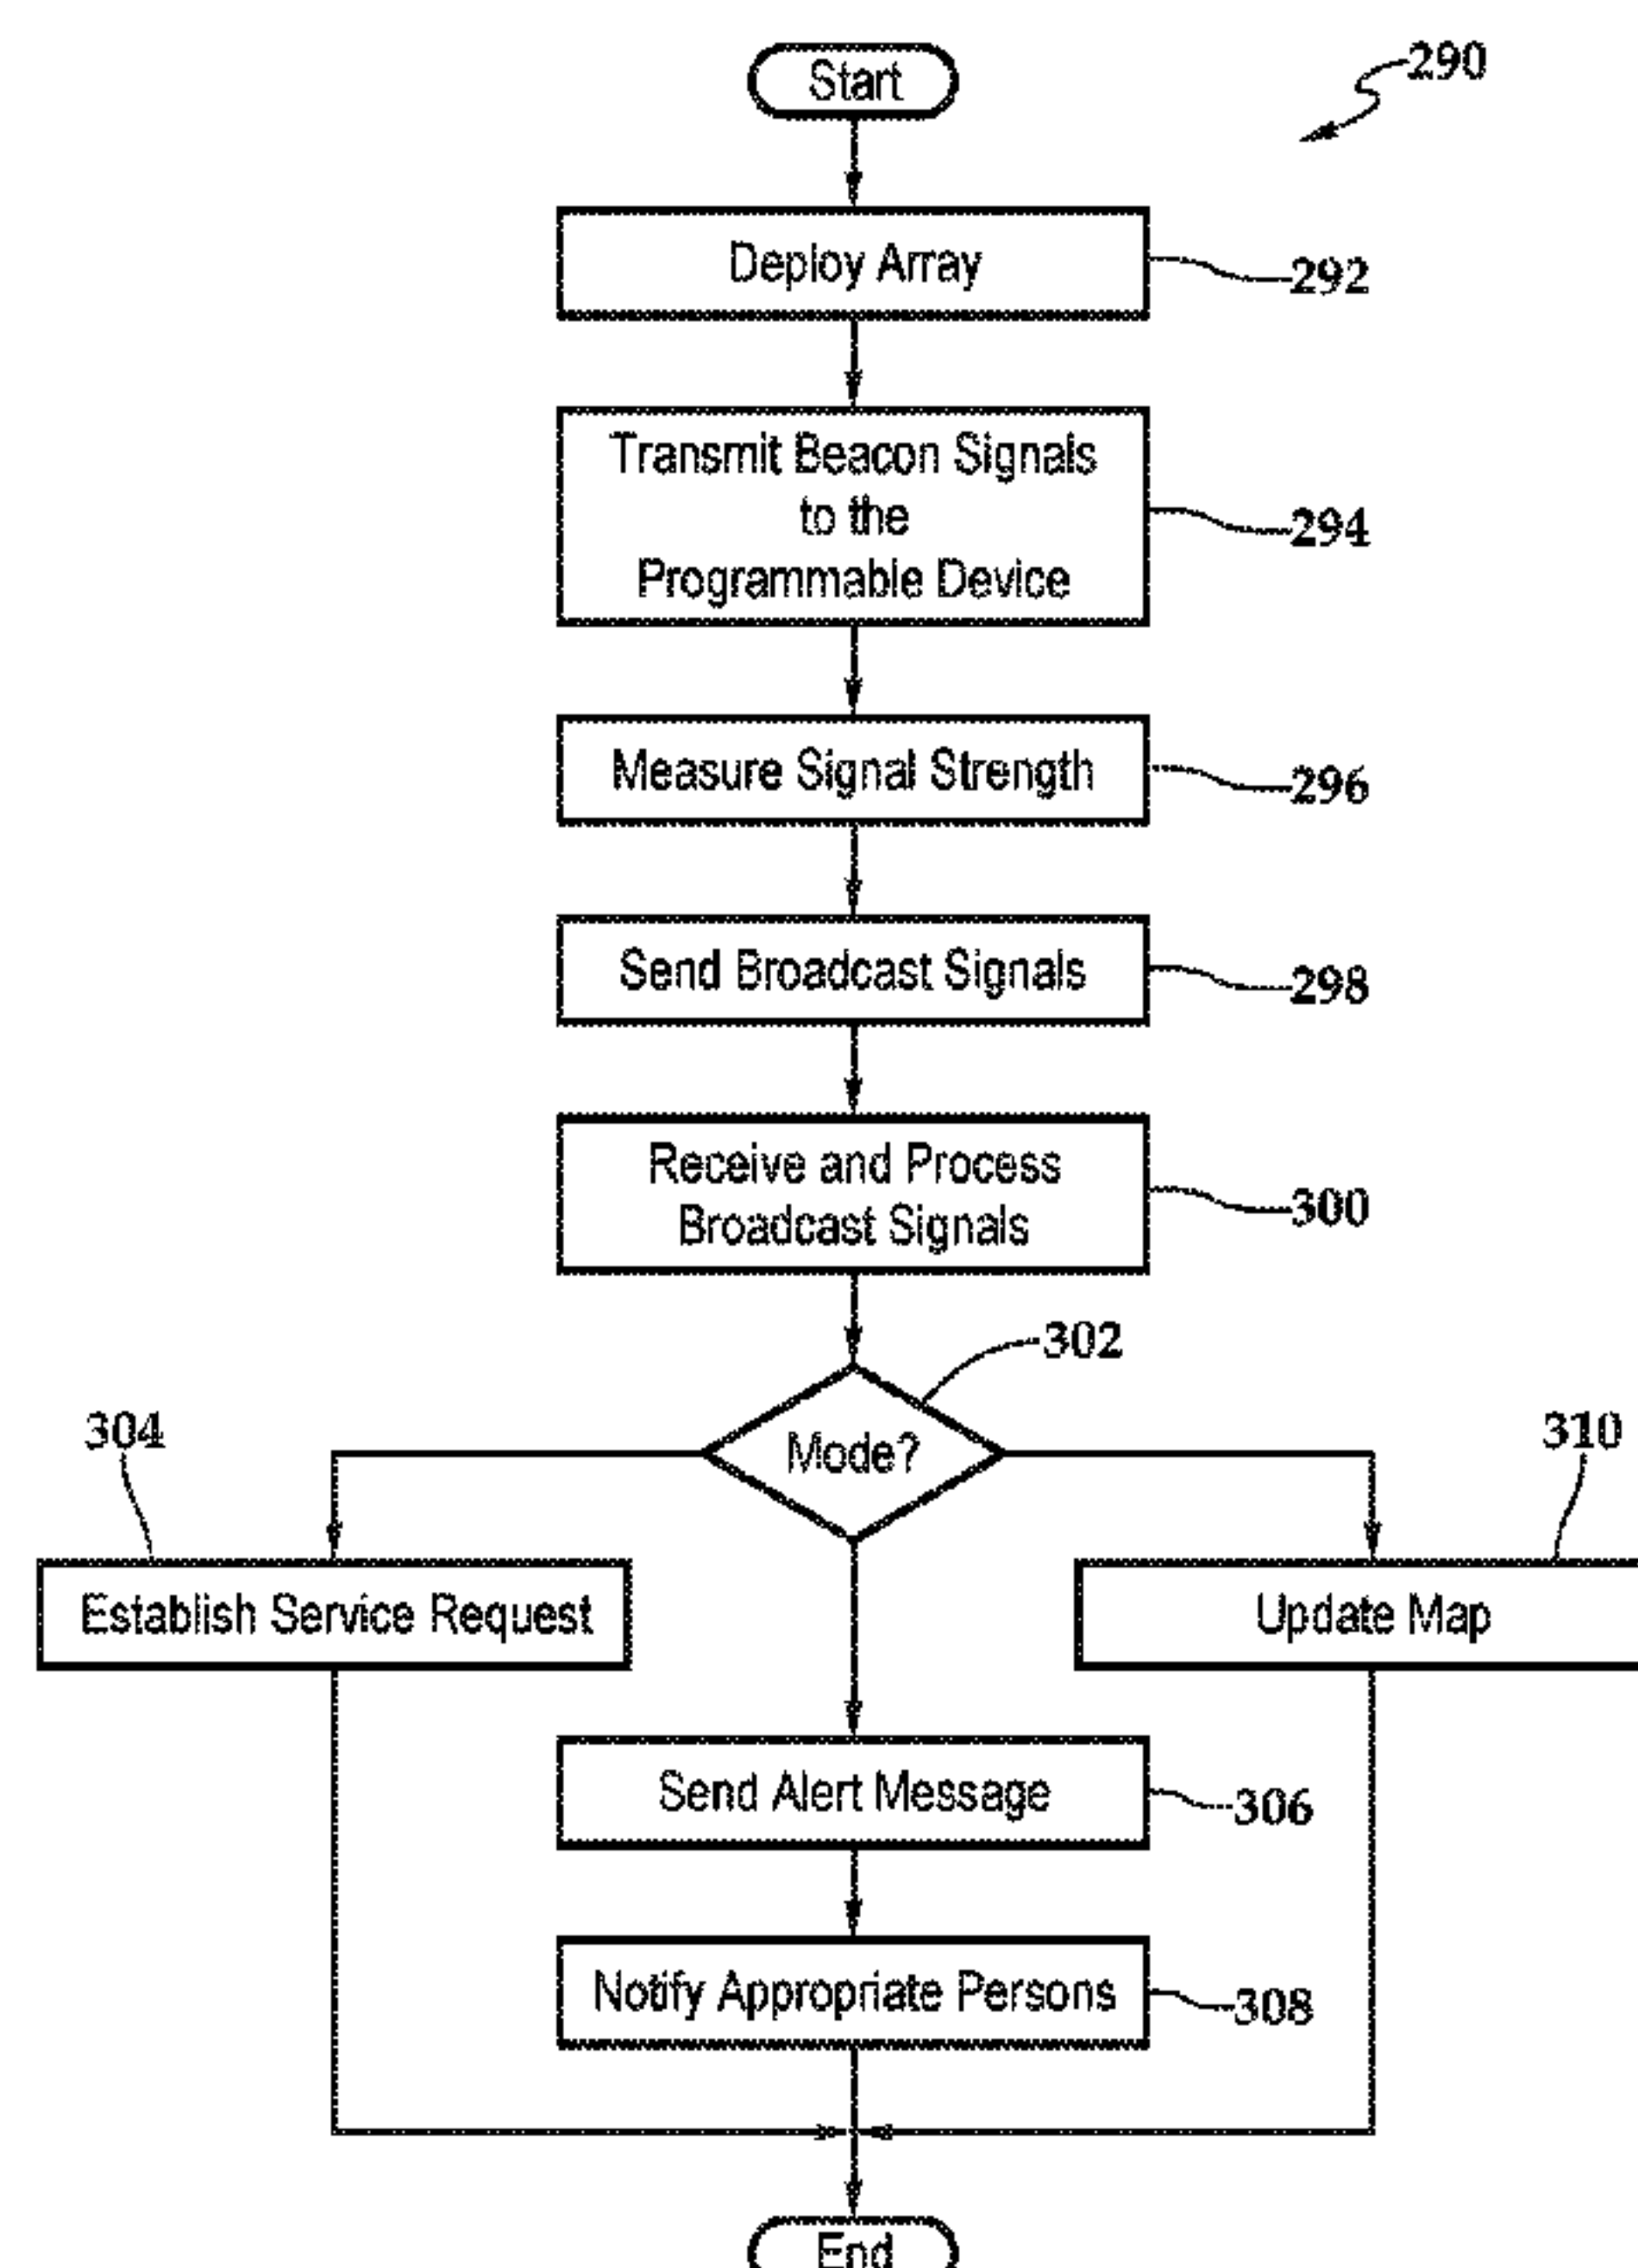 Start
290
Deploy Array
292
Transmit Beacon Signals
to the
Programmable Device
294
Measure Signal Strength
296
Send Broadcast Signals
298
Receive and Process
Broadcast Signals
300
302
Mode?
304
310
Establish Service Request
Update Map
Send Alert Message
306
Notify Appropriate Persons
308
End